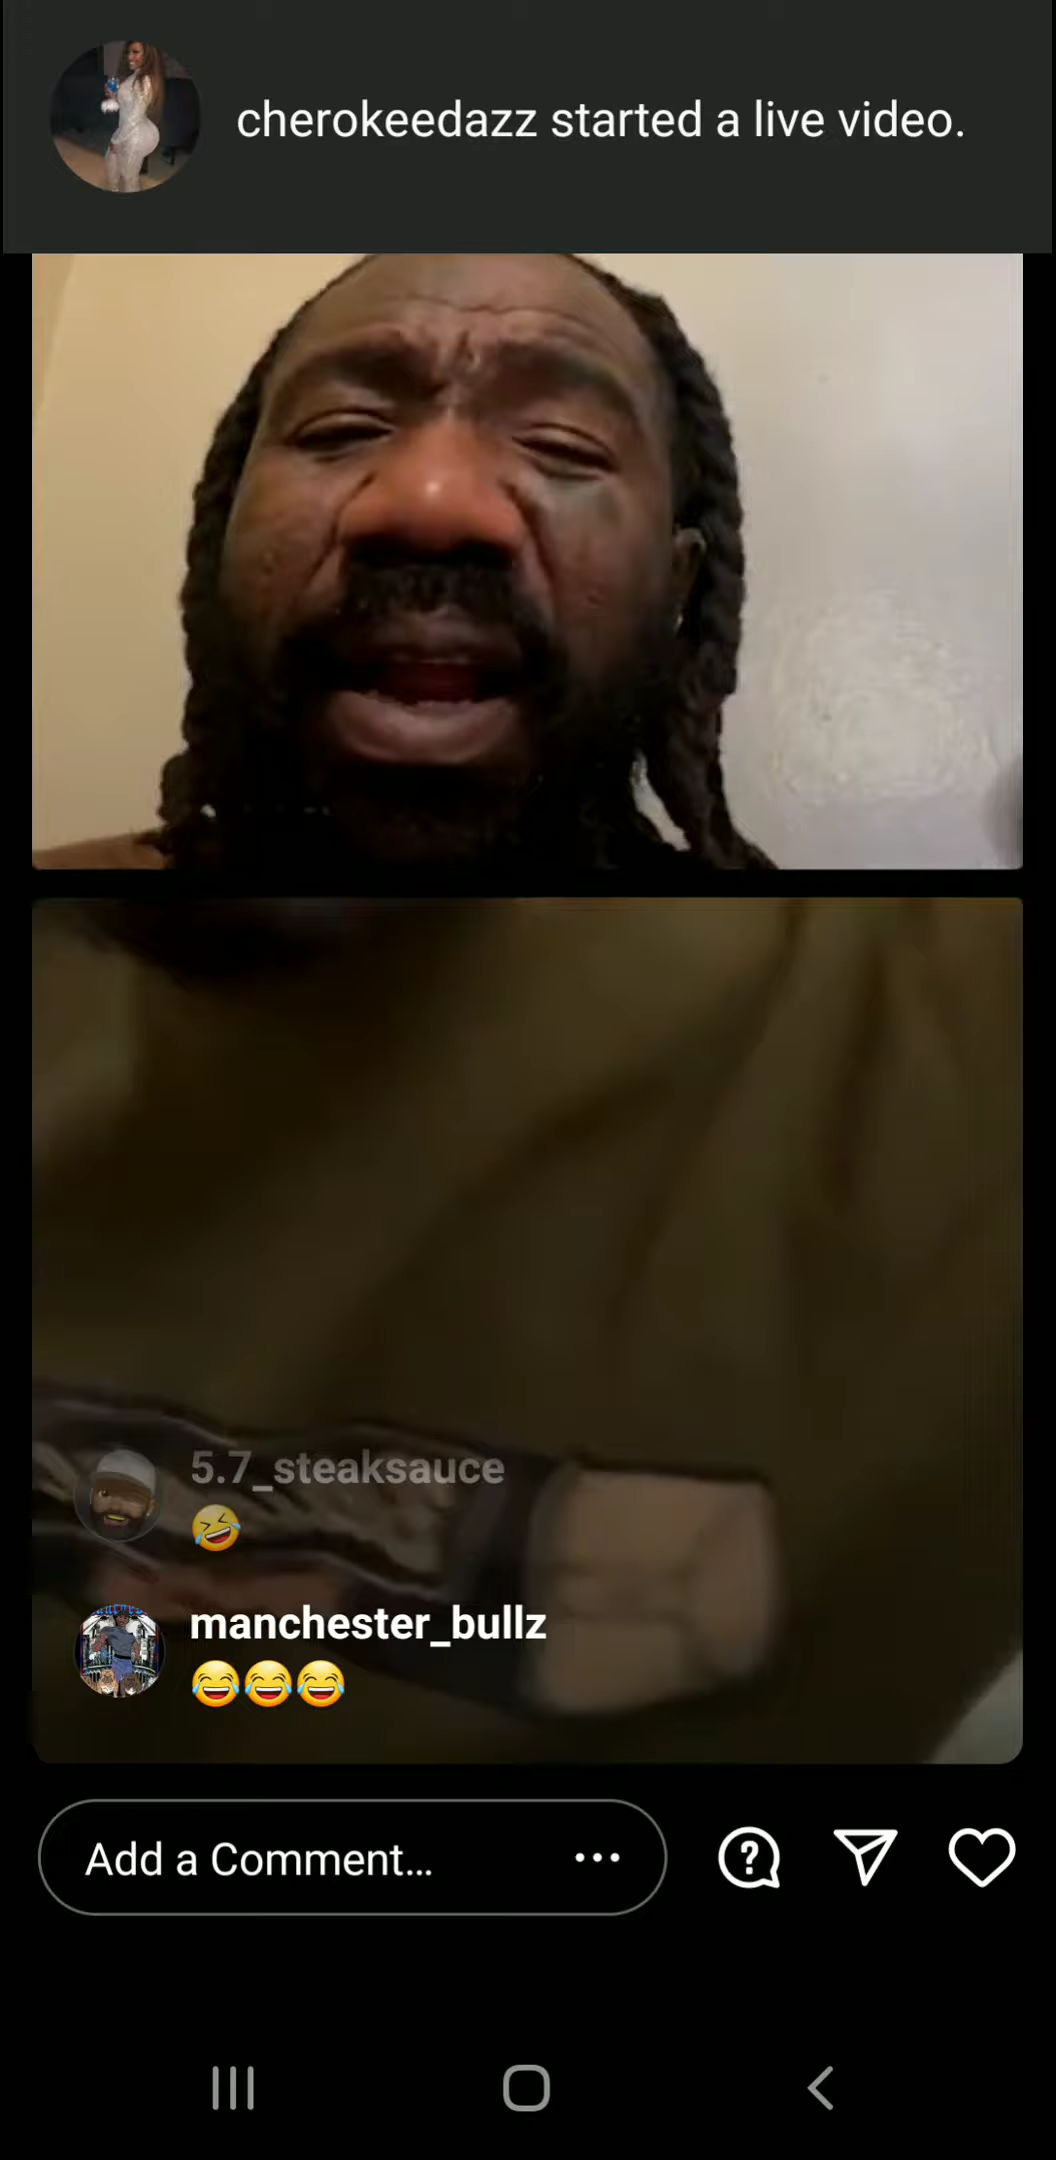 cherokeedazz started a live video.
5.7_steaksauce
🤣
manchester_bullz
😂😂😂
Add a Comment...